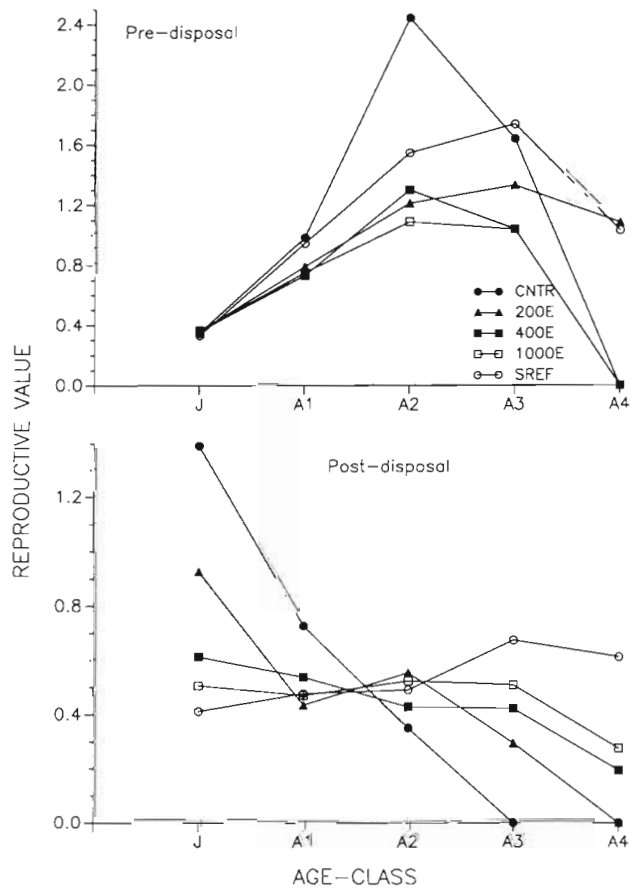 Pre-disposal
2.4
2.0
1.6
1.2
0.8
0.4
0.0
CNTR
200E
400E
1000E
SREF
J A1 A2 A3 A4
REPRODUCTIVE VALUE
Post-disposal
1.2
0.8
0.4
0.0
J A1 A2 A3 A4
AGE-CLASS